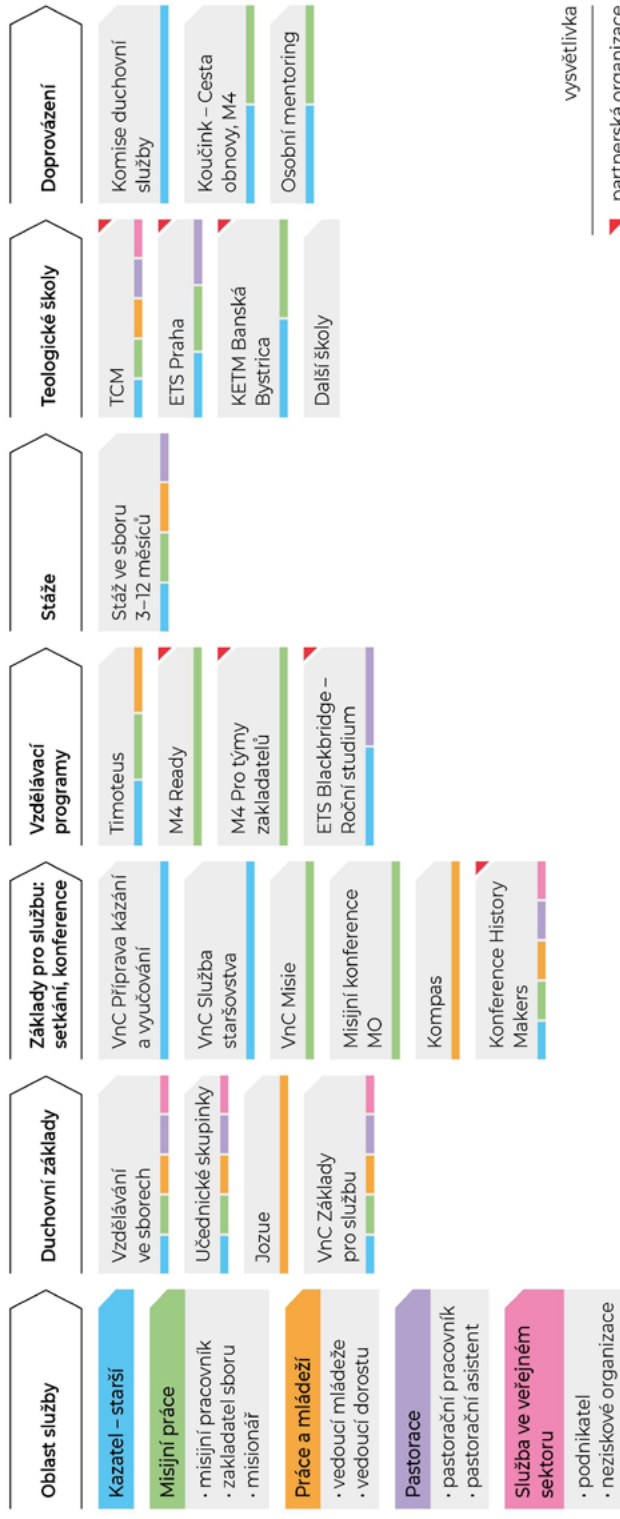 Oblast služby
Kazatel – starší
Misijní práce
· misijní pracovník
· zakladatel sboru
· misionář
Práce a mládeží
· vedoucí mládeže
· vedoucí dorostu
Pastorace
· pastorační pracovník
· pastorační asistent
Služba ve veřejném
sektoru
· podnikatel
· neziskové organizace
Duchovní základy
Vzdělávání
ve sborech
Učednické skupinky
Jozue
VnC Základy
pro službu
Základy pro službu:
setkání, konference
VnC Příprava kázání
a vyučování
VnC Služba
staršovstva
VnC Misie
Misijní konference
MO
Kompas
Konference History
Makers
Vzdělávací
programy
Timoteus
M4 Ready
M4 Pro týmy
zakladatelů
ETS Blackbridge –
Roční studium
Stáže
Stáž ve sboru
3–12 měsíců
Teologické školy
TCM
ETS Praha
KETM Banská
Bystrica
Další školy
Doprovázení
Komise duchovní
služby
Koučink – Cesta
obnovy, M4
Osobní mentoring
vysvětlivka
partnerská organizace